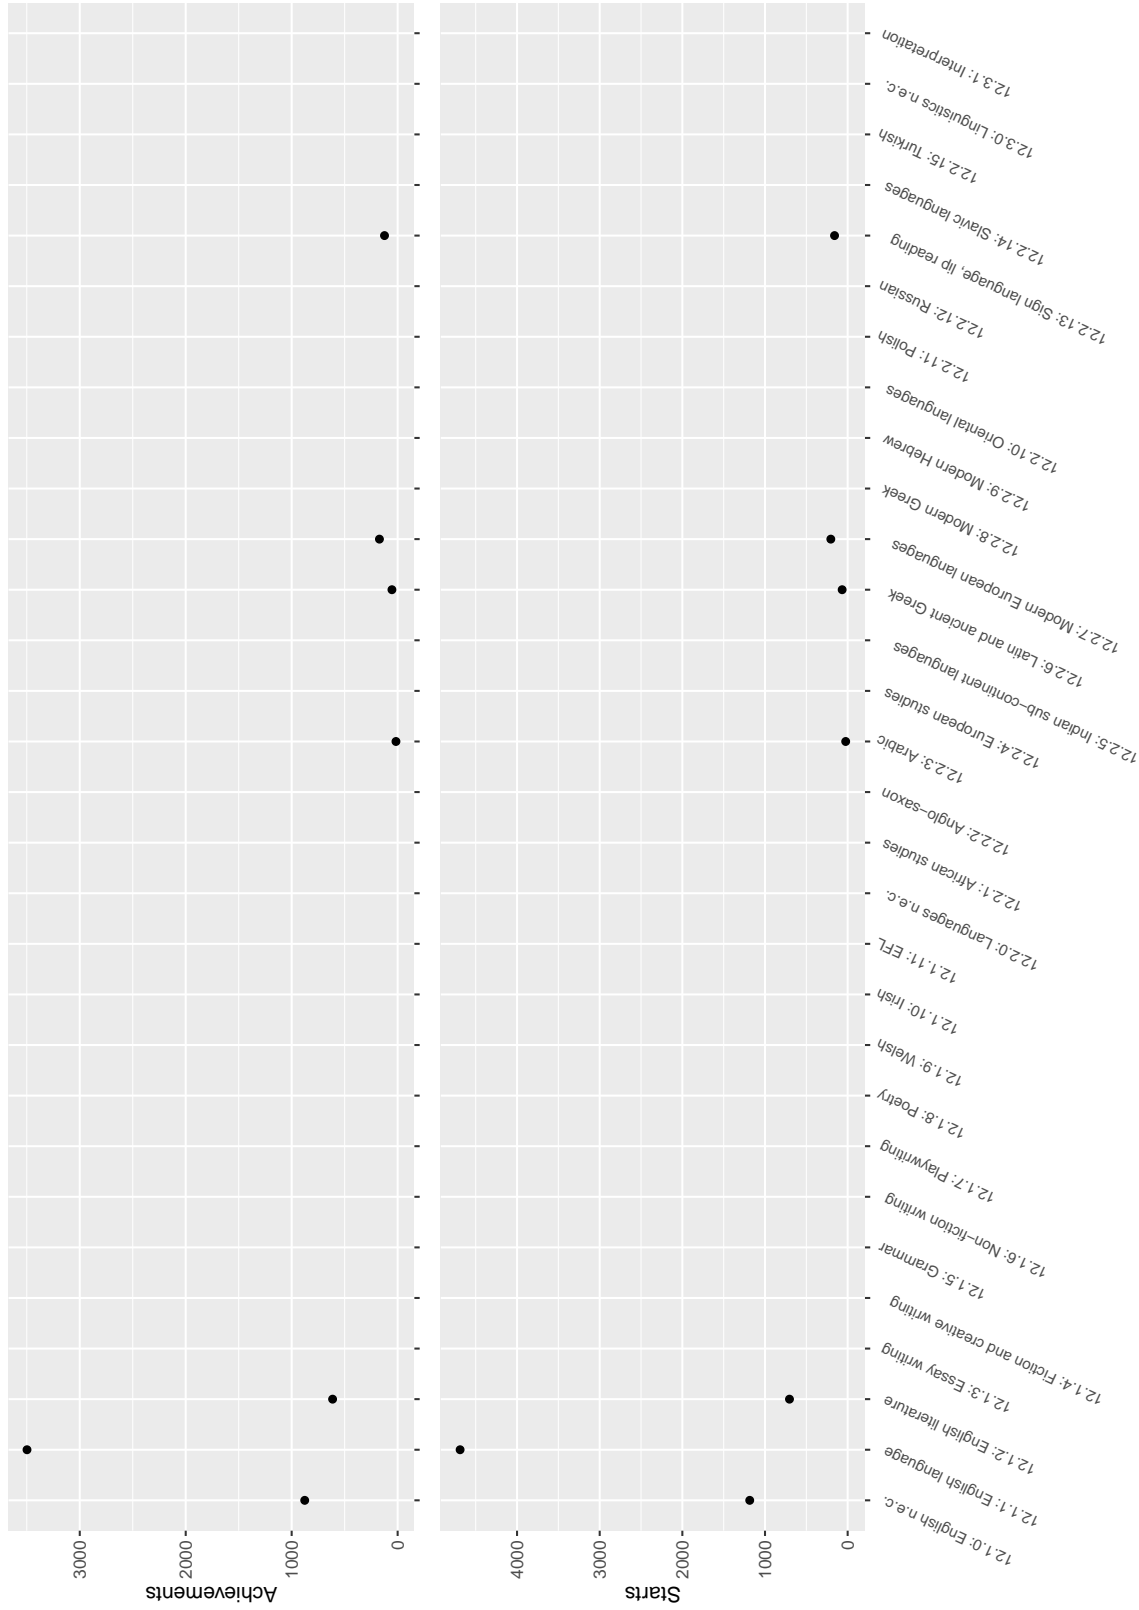 Achievements
3000
2000
1000
0
Starts
4000
3000
2000
1000
0
12.1.0: English n.e.c.
12.1.1: English language
12.1.2: English literature
12.1.3: Essay writing
12.1.4: Fiction and creative writing
12.1.5: Grammar
12.1.6: Non−fiction writing
12.1.7: Playwriting
12.1.8: Poetry
12.1.9: Welsh
12.1.10: Irish
12.1.11: EFL
12.2.0: Languages n.e.c.
12.2.1: African studies
12.2.2: Anglo−saxon
12.2.3: Arabic
12.2.4: European studies
12.2.5: Indian sub−continent languages
12.2.6: Latin and ancient Greek
12.2.7: Modern European languages
12.2.8: Modern Greek
12.2.9: Modern Hebrew
12.2.10: Oriental languages
12.2.11: Polish
12.2.12: Russian
12.2.13: Sign language, lip reading
12.2.14: Slavic languages
12.2.15: Turkish
12.3.0: Linguistics n.e.c.
12.3.1: Interpretation